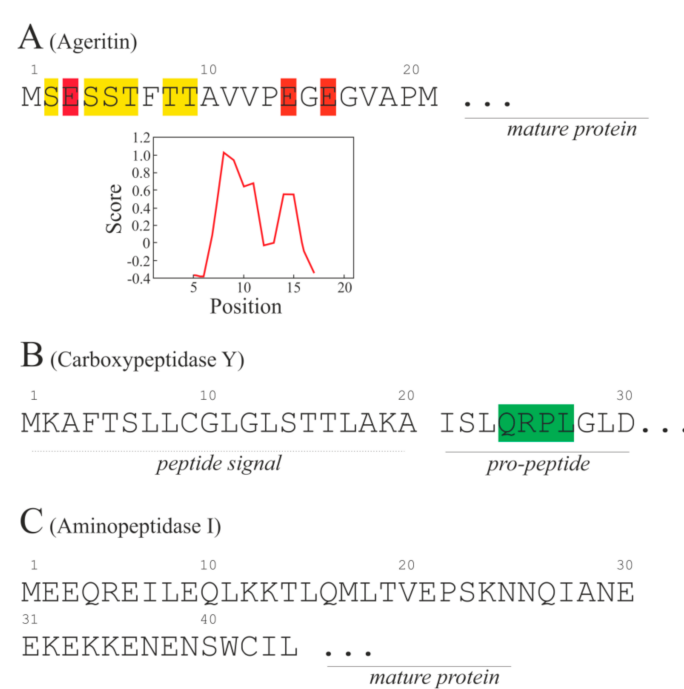 A (Ageritin)
1 10 20
MSESSTFTTAVVPEGEGVAPM ...
mature protein
1.2
1.0
0.8
0.6
0.4
0.2
0
-0.2
-0.4
Score
5 10 15 20
Position
B (Carboxypeptidase Y)
1 10 20 30
MKAFTSLLCGLGLSTTLAKA ISLQRPLGLD...
peptide signal pro-peptide
C (Aminopeptidase I)
1 10 20 30
MEEQREILEQLKKTLQMLTVEPSKNNQIANE
31 40
EKEKKENENSWCIL ...
mature protein